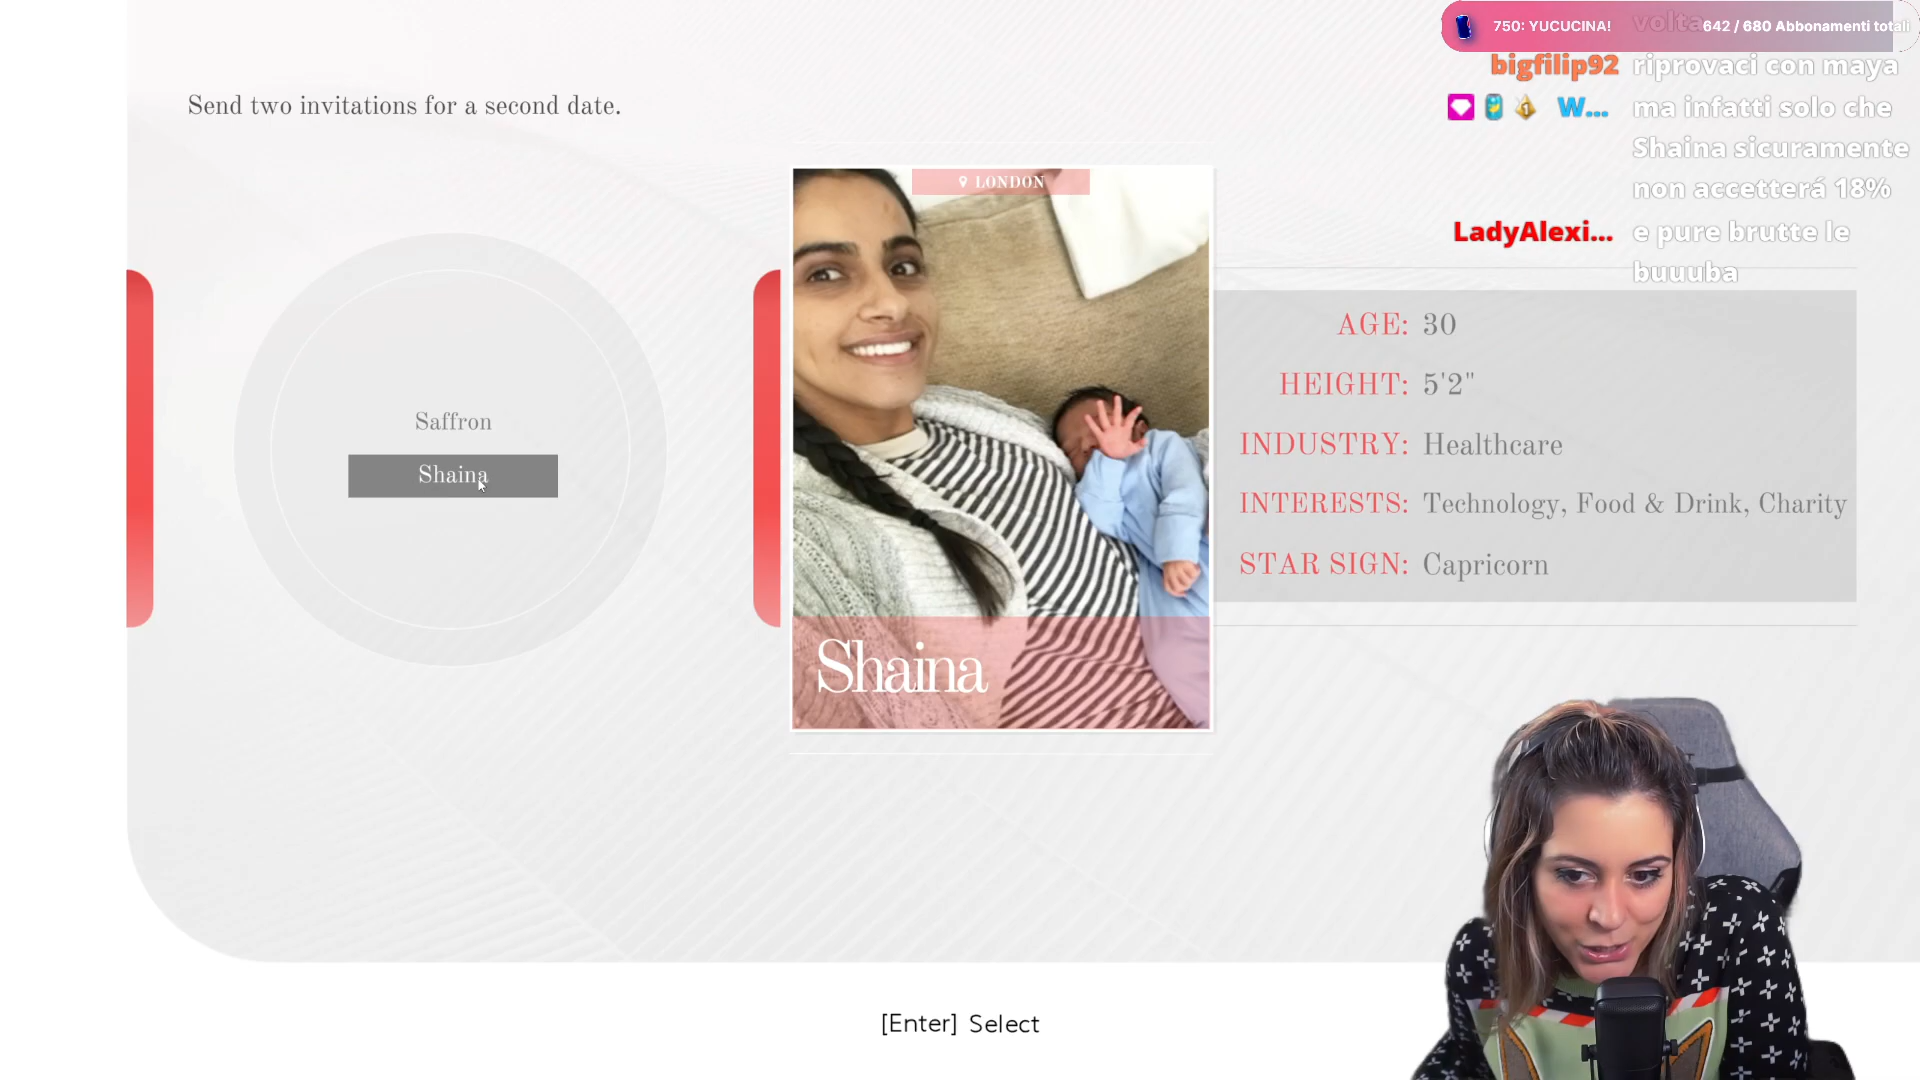 Send two invitations for a second date.
Saffron
Shaina
LONDON
Shaina
AGE: 30
HEIGHT: 5'2"
INDUSTRY: Healthcare
INTERESTS: Technology, Food & Drink, Charity
STAR SIGN: Capricorn
[Enter] Select
750: YUCUCINA! 642 / 680 Abbonamenti totali
volta
bigfilip92 riprovaci con maya
W... ma infatti solo che
Shaina sicuramente
non accetterá 18%
LadyAlexi... e pure brutte le
buuuba